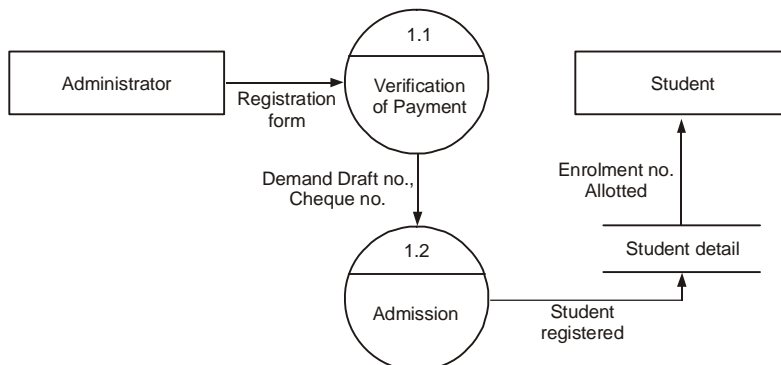 1.1
Administrator
Verification
of Payment
Student
Registration
form
Demand Draft no.,
Cheque no.
Enrolment no.
Allotted
1.2
Student detail
Admission
Student
registered